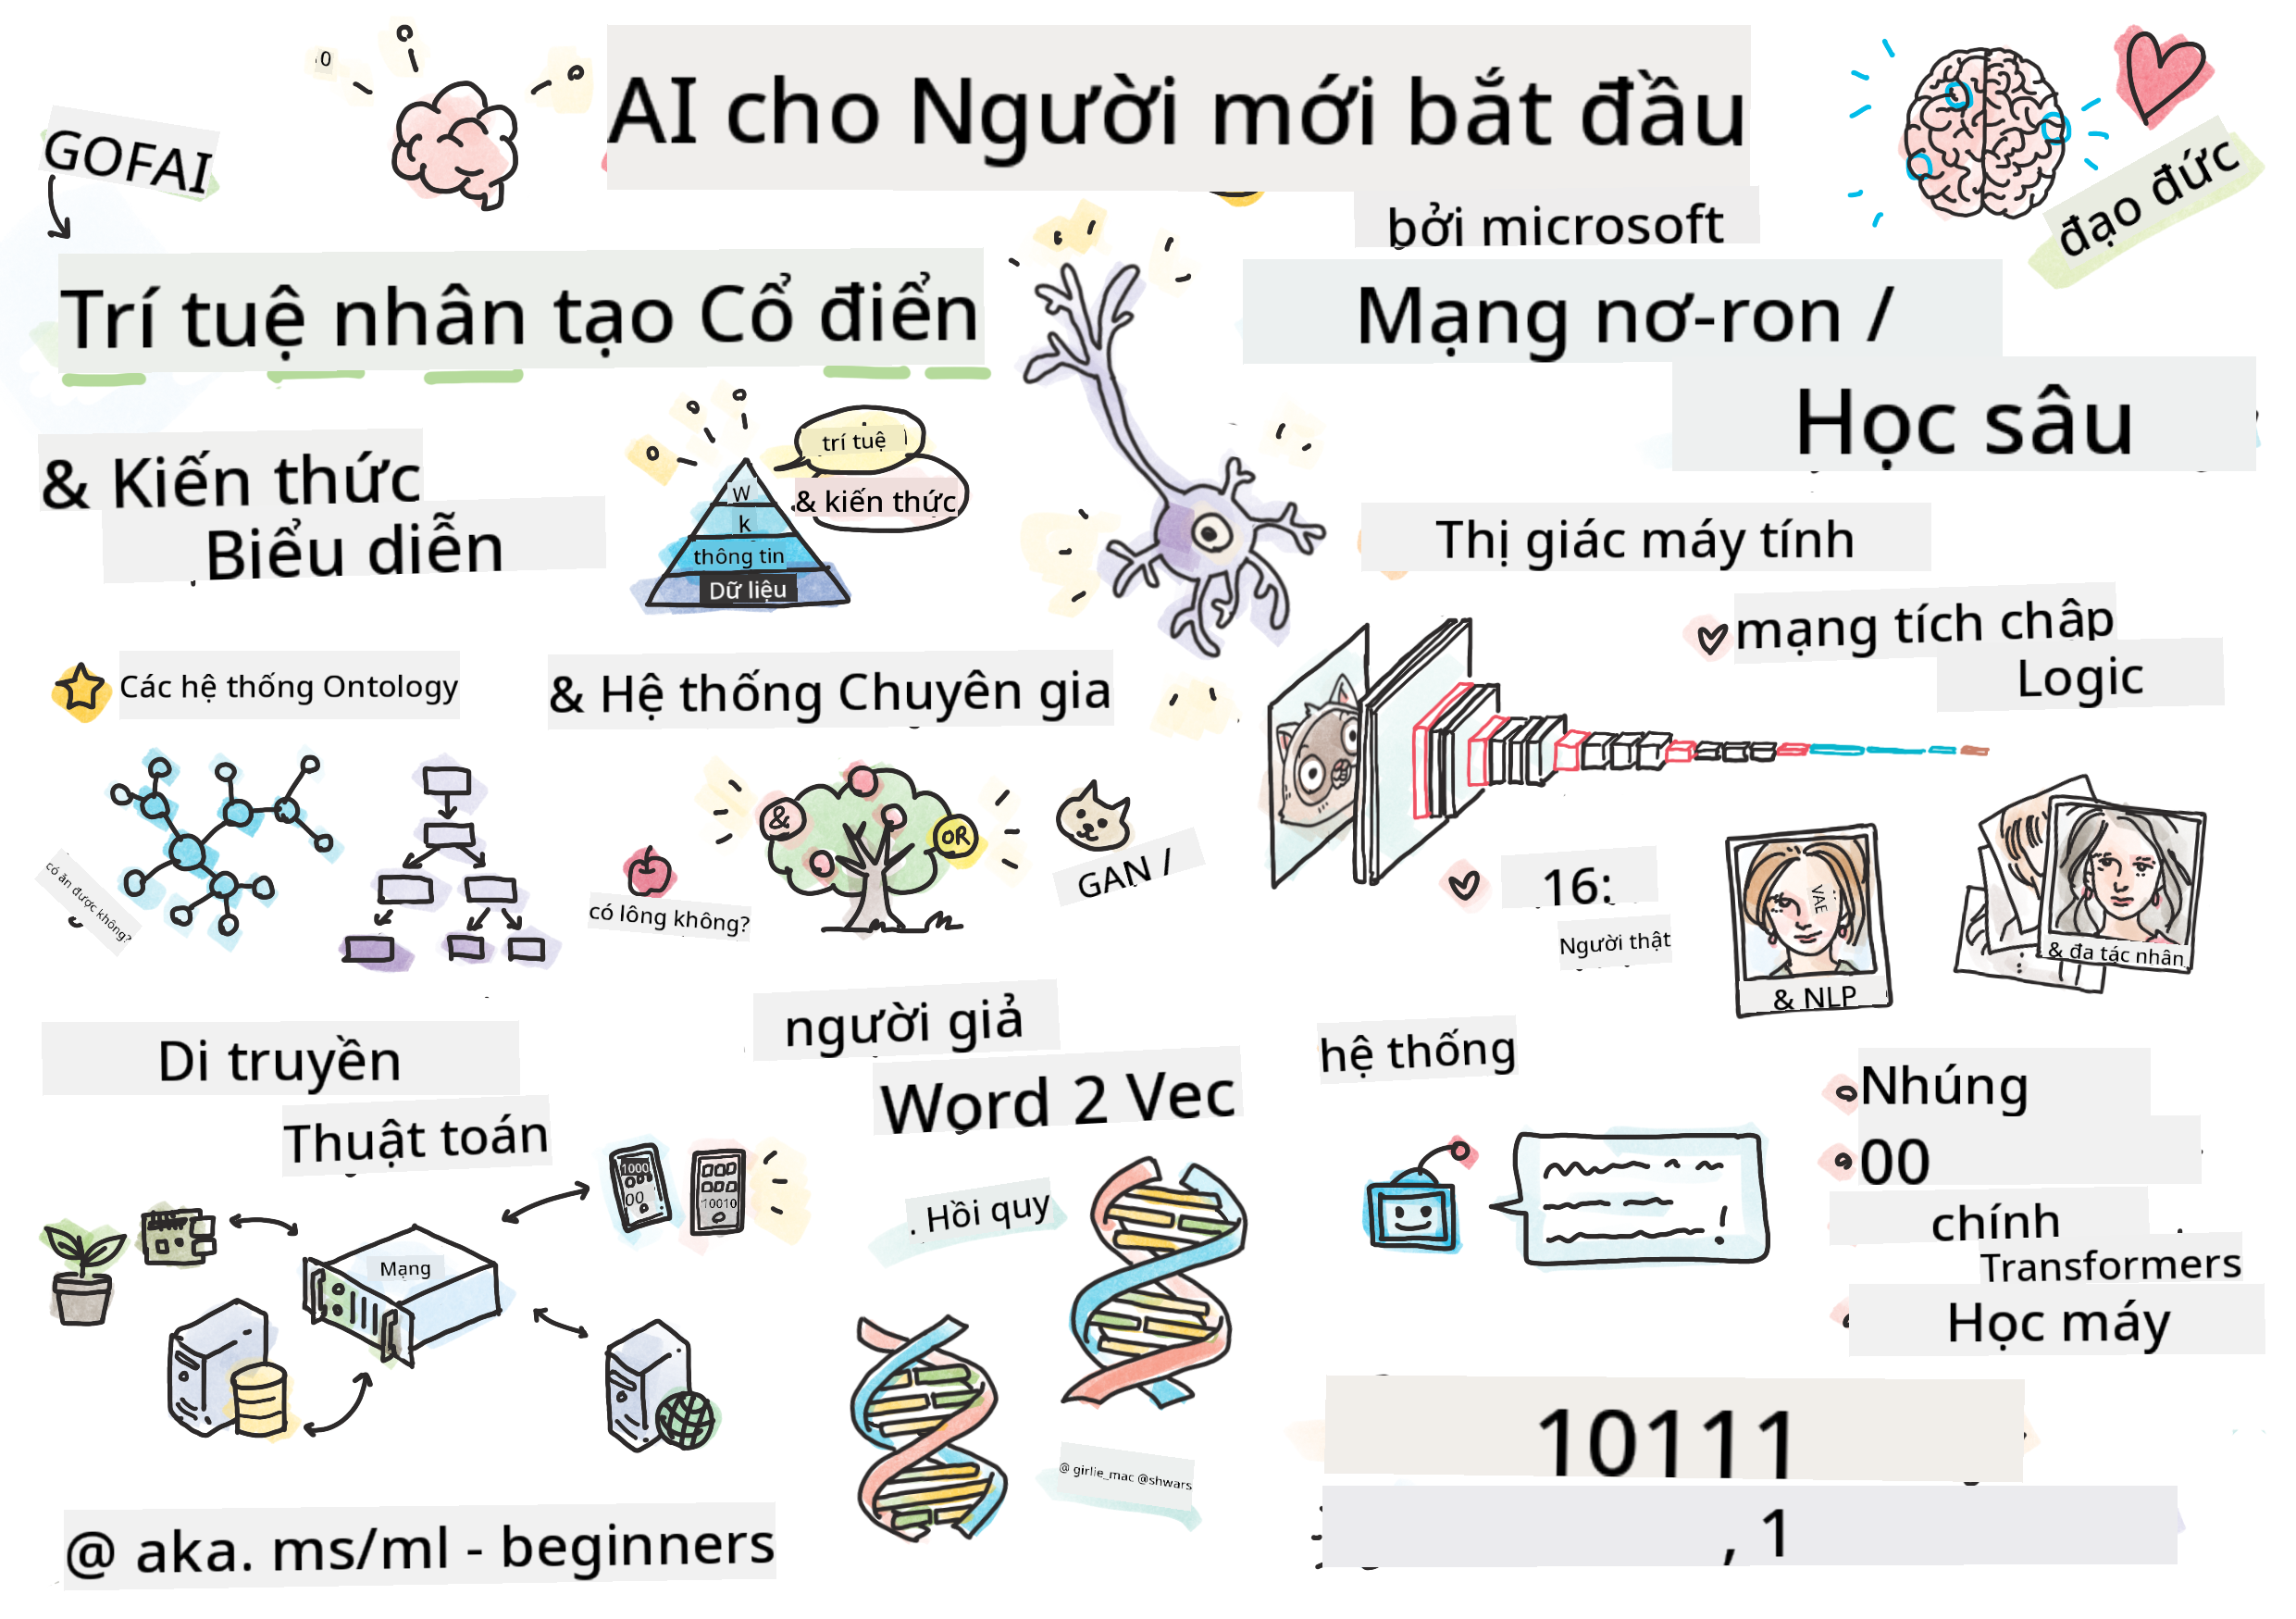 AI cho Người mới bắt đầu
bởi microsoft
GOFAI
đạo đức
Trí tuệ nhân tạo Cổ điển
Mạng nơ-ron /
Học sâu
& Kiến thức
Biểu diễn
trí tuệ
& kiến thức
W
k
thông tin
Dữ liệu
Thị giác máy tính
mạng tích chập
Logic
Các hệ thống Ontology
& Hệ thống Chuyên gia
&
OR
có ăn được không?
có lông không?
GAN /
16:
Người thật
VAE
& NLP
& đa tác nhân
Di truyền
Thuật toán
người giả
Word 2 Vec
hệ thống
Nhúng
00
chính
Transformers
Học máy
1000
00
10010
Mạng
. Hồi quy
!
10111
, 1
@ girlie_mac @shwars
@ aka. ms/ml - beginners